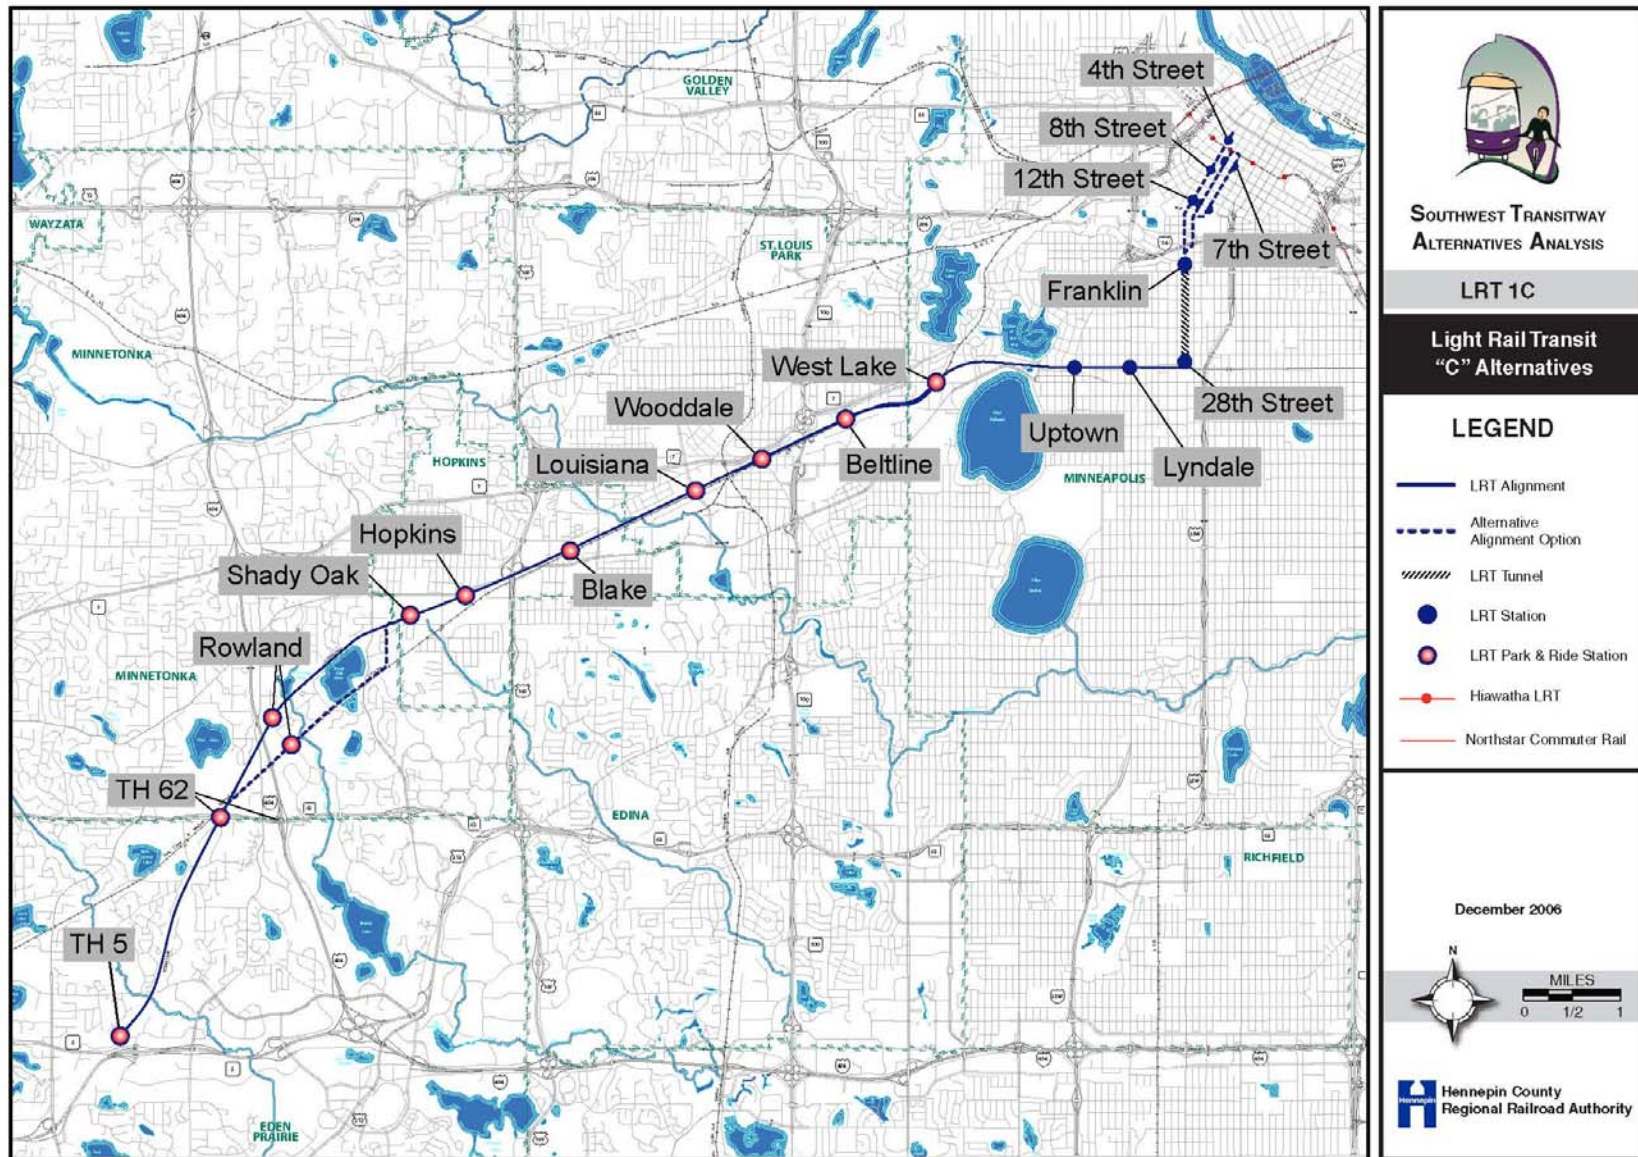 4th Street
GOLDEN
VALLEY
8th Street
12th Street
WAYZATA
ST. LOUIS
PARK
7th Street
Franklin
MINNETONKA
West Lake
Wooddale
28th Street
Uptown
HOPKINS
Louisiana
Beltline
Lyndale
MINNEAPOLIS
Hopkins
Shady Oak
Blake
Rowland
MINNETONKA
TH 62
EDINA
RICHFIELD
TH 5
EDEN
PRAIRIE
SOUTHWEST TRANSITWAY
ALTERNATIVES ANALYSIS
LRT 1C
Light Rail Transit
“C” Alternatives
LEGEND
LRT Alignment
Alternative
Alignment Option
LRT Tunnel
LRT Station
LRT Park & Ride Station
Hiawatha LRT
Northstar Commuter Rail
December 2006
N
MILES
0 1/2 1
Hennepin
Hennepin County
Regional Railroad Authority